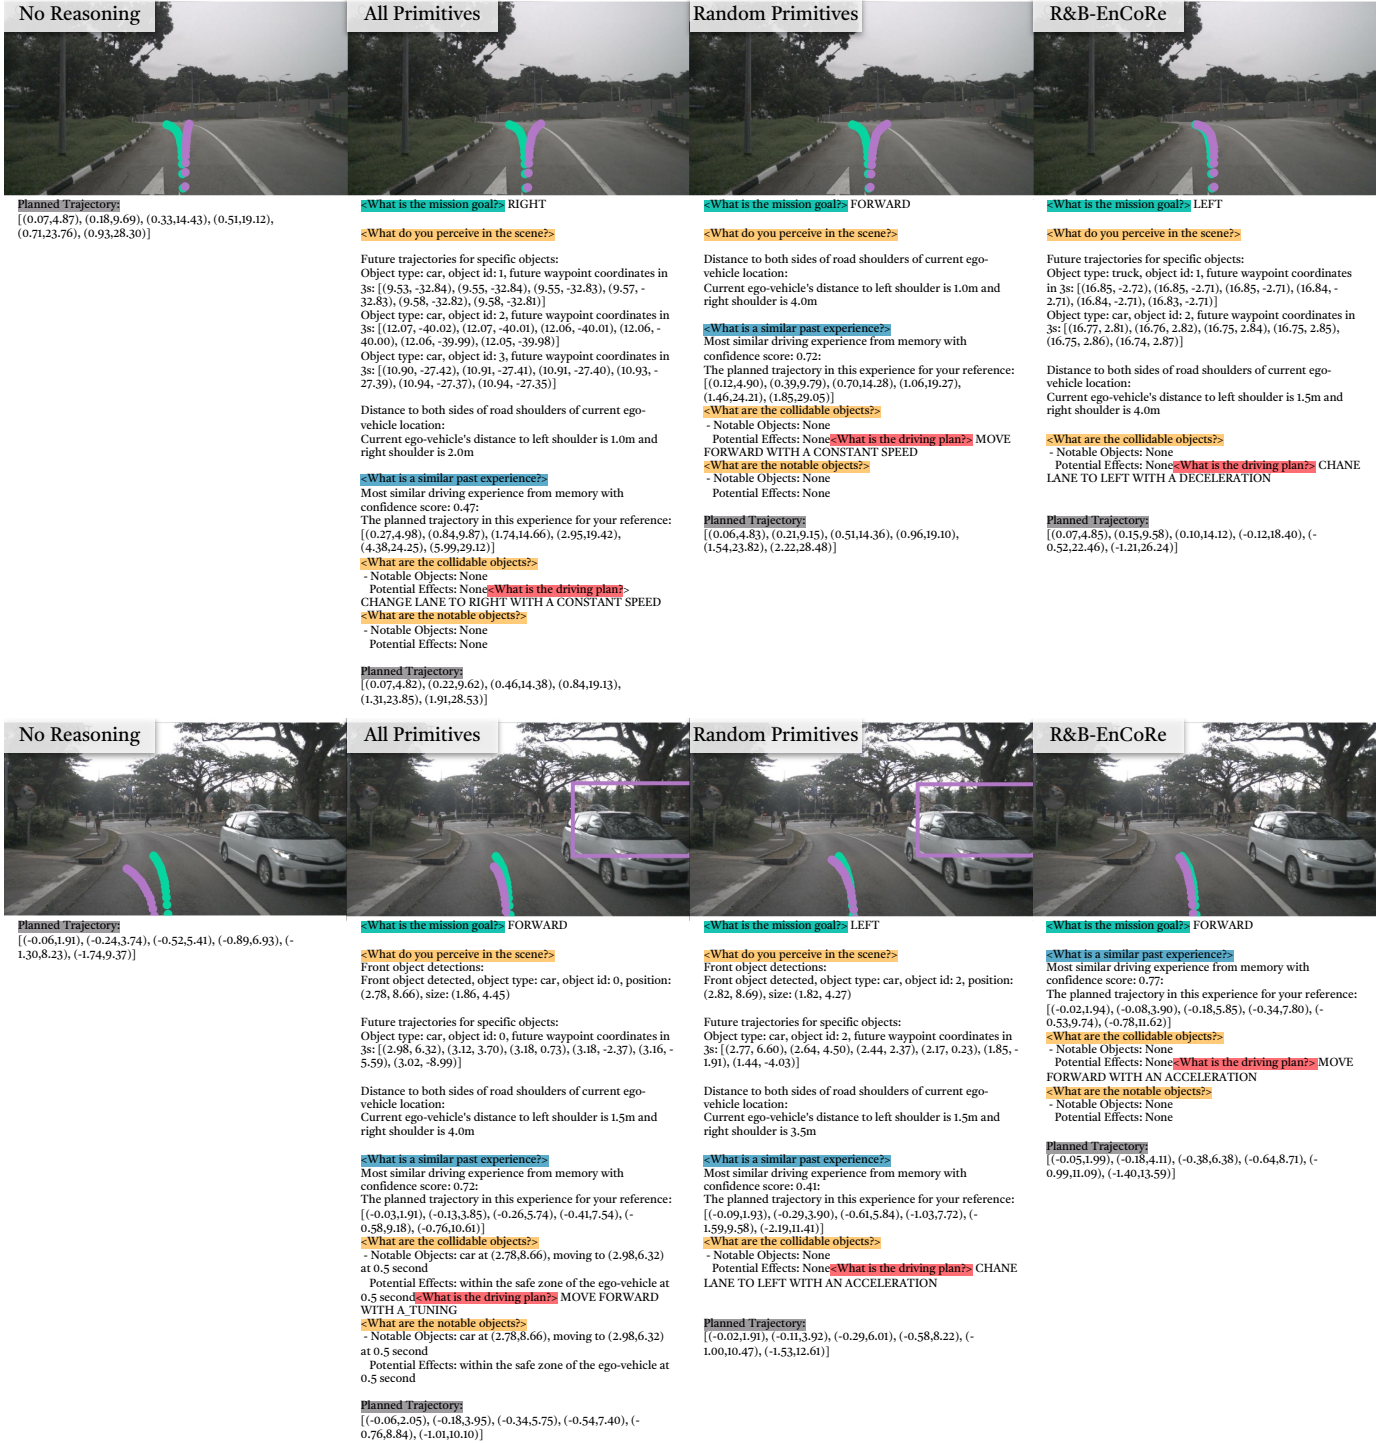 No Reasoning
Planned Trajectory:
[(0.07,4.87), (0.18,9.69), (0.33,14.43), (0.51,19.12),
(0.71,23.76), (0.93,28.30)]
All Primitives
<What is the mission goal?> RIGHT
<What do you perceive in the scene?>
Future trajectories for specific objects:
Object type: car, object id: 1, future waypoint coordinates in
3s: [(9.53, -32.84), (9.55, -32.84), (9.55, -32.83), (9.57, -
32.83), (9.58, -32.82), (9.58, -32.81)]
Object type: car, object id: 2, future waypoint coordinates in
3s: [(12.07, -40.02), (12.07, -40.01), (12.06, -40.01), (12.06, -
40.00), (12.06, -39.99), (12.05, -39.98)]
Object type: car, object id: 3, future waypoint coordinates in
3s: [(10.90, -27.42), (10.91, -27.41), (10.91, -27.40), (10.93, -
27.39), (10.94, -27.37), (10.94, -27.35)]
Distance to both sides of road shoulders of current ego-
vehicle location:
Current ego-vehicle's distance to left shoulder is 1.0m and
right shoulder is 2.0m
<What is a similar past experience?>
Most similar driving experience from memory with
confidence score: 0.47:
The planned trajectory in this experience for your reference:
[(0.27,4.98), (0.84,9.87), (1.74,14.66), (2.95,19.42),
(4.38,24.25), (5.99,29.12)]
<What are the collidable objects?>
- Notable Objects: None
Potential Effects: None<What is the driving plan?>
CHANGE LANE TO RIGHT WITH A CONSTANT SPEED
<What are the notable objects?>
- Notable Objects: None
Potential Effects: None
Planned Trajectory:
[(0.07,4.82), (0.22,9.62), (0.46,14.38), (0.84,19.13),
(1.31,23.85), (1.91,28.53)]
Random Primitives
<What is the mission goal?> FORWARD
<What do you perceive in the scene?>
Distance to both sides of road shoulders of current ego-
vehicle location:
Current ego-vehicle's distance to left shoulder is 1.0m and
right shoulder is 4.0m
<What is a similar past experience?>
Most similar driving experience from memory with
confidence score: 0.72:
The planned trajectory in this experience for your reference:
[(0.12,4.90), (0.39,9.79), (0.70,14.28), (1.06,19.27),
(1.46,24.21), (1.85,29.05)]
<What are the collidable objects?>
- Notable Objects: None
Potential Effects: None<What is the driving plan?> MOVE
FORWARD WITH A CONSTANT SPEED
<What are the notable objects?>
- Notable Objects: None
Potential Effects: None
Planned Trajectory:
[(0.06,4.83), (0.21,9.15), (0.51,14.36), (0.96,19.10),
(1.54,23.82), (2.22,28.48)]
R&B-EnCoRe
<What is the mission goal?> LEFT
<What do you perceive in the scene?>
Future trajectories for specific objects:
Object type: truck, object id: 1, future waypoint coordinates
in 3s: [(16.85, -2.72), (16.85, -2.71), (16.85, -2.71), (16.84, -
2.71), (16.84, -2.71), (16.83, -2.71)]
Object type: car, object id: 2, future waypoint coordinates in
3s: [(16.77, 2.81), (16.76, 2.82), (16.75, 2.84), (16.75, 2.85),
(16.75, 2.86), (16.74, 2.87)]
Distance to both sides of road shoulders of current ego-
vehicle location:
Current ego-vehicle's distance to left shoulder is 1.5m and
right shoulder is 4.0m
<What are the collidable objects?>
- Notable Objects: None
Potential Effects: None<What is the driving plan?> CHANE
LANE TO LEFT WITH A DECELERATION
Planned Trajectory:
[(0.07,4.85), (0.15,9.58), (0.10,14.12), (-0.12,18.40), (-
0.52,22.46), (-1.21,26.24)]
No Reasoning
Planned Trajectory:
[(-0.06,1.91), (-0.24,3.74), (-0.52,5.41), (-0.89,6.93), (-
1.30,8.23), (-1.74,9.37)]
All Primitives
<What is the mission goal?> FORWARD
<What do you perceive in the scene?>
Front object detections:
Front object detected, object type: car, object id: 0, position:
(2.78, 8.66), size: (1.86, 4.45)
Future trajectories for specific objects:
Object type: car, object id: 0, future waypoint coordinates in
3s: [(2.98, 6.32), (3.12, 3.70), (3.18, 0.73), (3.18, -2.37), (3.16, -
5.59), (3.02, -8.99)]
Distance to both sides of road shoulders of current ego-
vehicle location:
Current ego-vehicle's distance to left shoulder is 1.5m and
right shoulder is 4.0m
<What is a similar past experience?>
Most similar driving experience from memory with
confidence score: 0.72:
The planned trajectory in this experience for your reference:
[(-0.03,1.91), (-0.13,3.85), (-0.26,5.74), (-0.41,7.54), (-
0.58,9.18), (-0.76,10.61)]
<What are the collidable objects?>
- Notable Objects: car at (2.78,8.66), moving to (2.98,6.32)
at 0.5 second
Potential Effects: within the safe zone of the ego-vehicle at
0.5 second<What is the driving plan?> MOVE FORWARD
WITH A_TUNING
<What are the notable objects?>
- Notable Objects: car at (2.78,8.66), moving to (2.98,6.32)
at 0.5 second
Potential Effects: within the safe zone of the ego-vehicle at
0.5 second
Planned Trajectory:
[(-0.06,2.05), (-0.18,3.95), (-0.34,5.75), (-0.54,7.40), (-
0.76,8.84), (-1.01,10.10)]
Random Primitives
<What is the mission goal?> LEFT
<What do you perceive in the scene?>
Front object detections:
Front object detected, object type: car, object id: 2, position:
(2.82, 8.69), size: (1.82, 4.27)
Future trajectories for specific objects:
Object type: car, object id: 2, future waypoint coordinates in
3s: [(2.77, 6.60), (2.64, 4.50), (2.44, 2.37), (2.17, 0.23), (1.85, -
1.91), (1.44, -4.03)]
Distance to both sides of road shoulders of current ego-
vehicle location:
Current ego-vehicle's distance to left shoulder is 1.5m and
right shoulder is 3.5m
<What is a similar past experience?>
Most similar driving experience from memory with
confidence score: 0.41:
The planned trajectory in this experience for your reference:
[(-0.09,1.93), (-0.29,3.90), (-0.61,5.84), (-1.03,7.72), (-
1.59,9.58), (-2.19,11.41)]
<What are the collidable objects?>
- Notable Objects: None
Potential Effects: None<What is the driving plan?> CHANE
LANE TO LEFT WITH AN ACCELERATION
Planned Trajectory:
[(-0.02,1.91), (-0.11,3.92), (-0.29,6.01), (-0.58,8.22), (-
1.00,10.47), (-1.53,12.61)]
R&B-EnCoRe
<What is the mission goal?> FORWARD
<What is a similar past experience?>
Most similar driving experience from memory with
confidence score: 0.77:
The planned trajectory in this experience for your reference:
[(-0.02,1.94), (-0.08,3.90), (-0.18,5.85), (-0.34,7.80), (-
0.53,9.74), (-0.78,11.62)]
<What are the collidable objects?>
- Notable Objects: None
Potential Effects: None<What is the driving plan?> MOVE
FORWARD WITH AN ACCELERATION
<What are the notable objects?>
- Notable Objects: None
Potential Effects: None
Planned Trajectory:
[(-0.05,1.99), (-0.18,4.11), (-0.38,6.38), (-0.64,8.71), (-
0.99,11.09), (-1.40,13.59)]